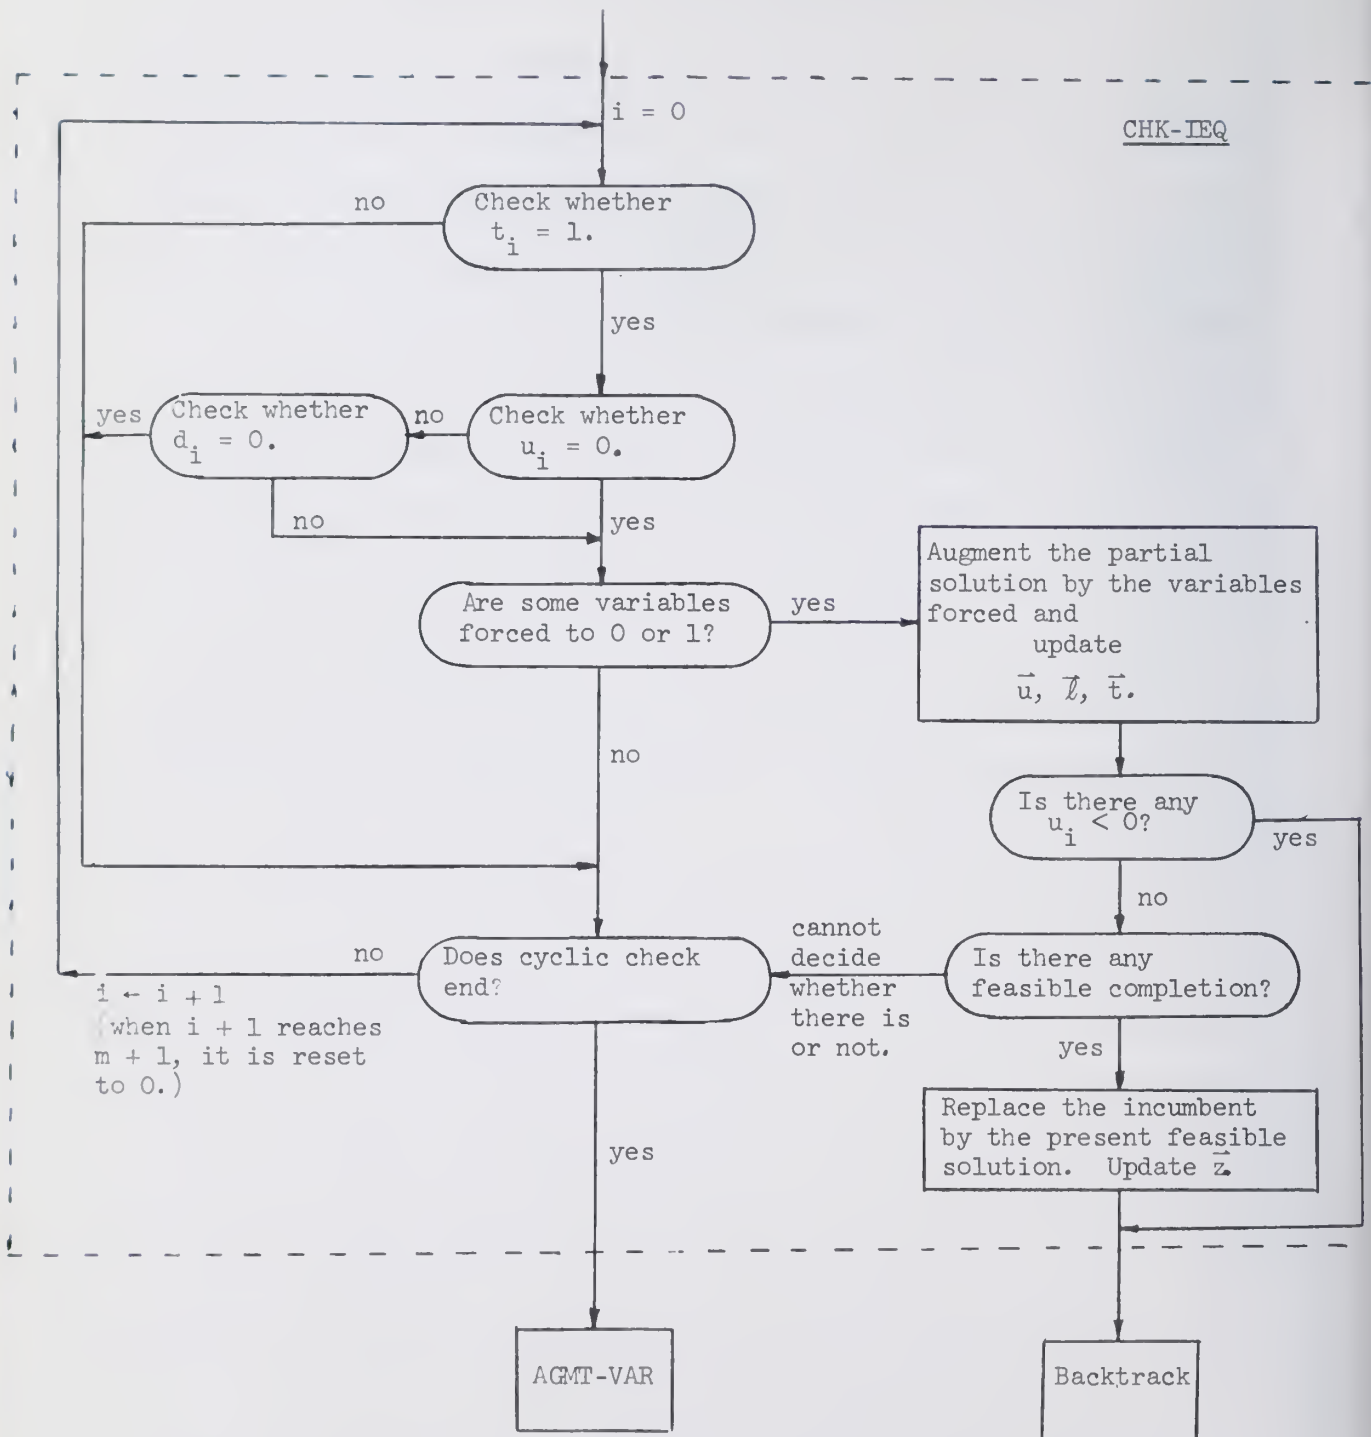 i = 0
CHK-IEQ
no
Check whether
t_i = 1.
yes
yes
Check whether
d_i = 0.
no
Check whether
u_i = 0.
no
yes
Are some variables
forced to 0 or 1?
yes
Augment the partial
solution by the variables
forced and
update
u⃗, ℓ⃗, t⃗.
no
Is there any
u_i < 0?
yes
no
no
Does cyclic check
end?
cannot
decide
whether
there is
or not.
Is there any
feasible completion?
i ← i + 1
(when i + 1 reaches
m + 1, it is reset
to 0.)
yes
yes
Replace the incumbent
by the present feasible
solution. Update z⃗.
AGMT-VAR
Backtrack